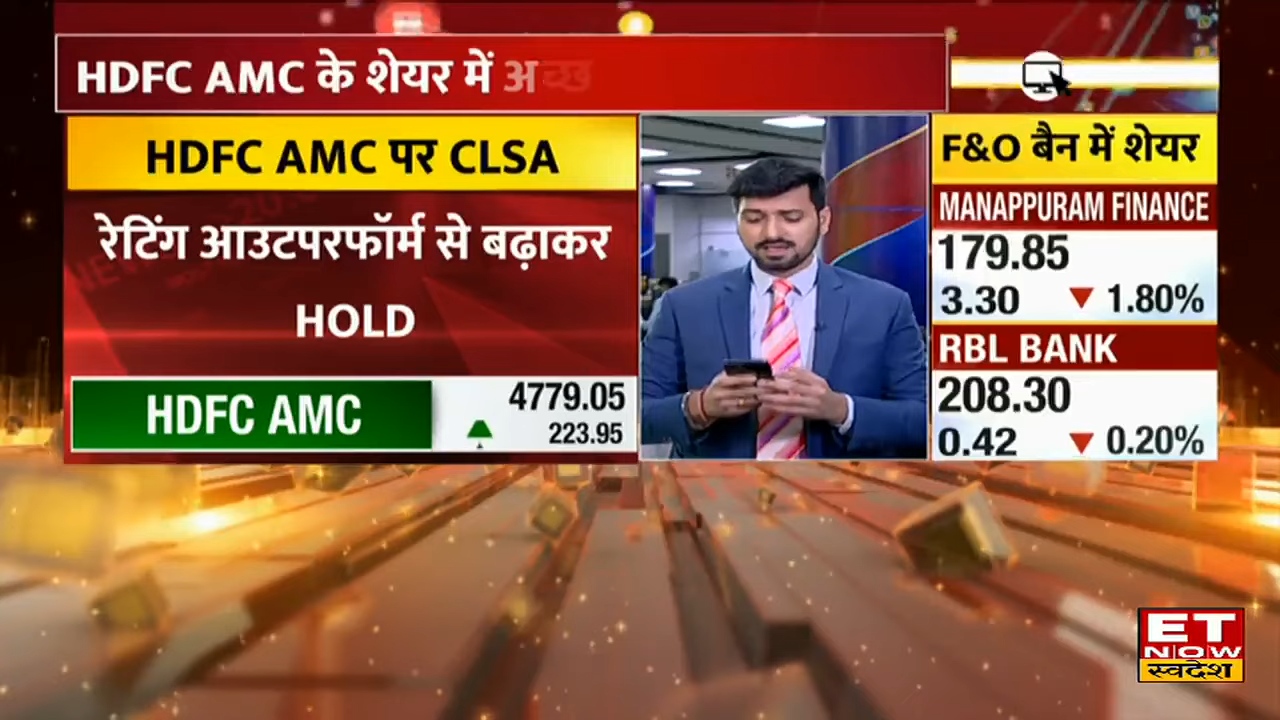 HDFC AMC के शेयर में
HDFC AMC पर CLSA
रेटिंग आउटपरफॉर्म से बढ़ाकर
HOLD
HDFC AMC
4779.05
223.95
F&O बैन में शेयर
MANAPPURAM FINANCE
179.85
3.30 ▼ 1.80%
RBL BANK
208.30
0.42 ▼ 0.20%
ET
NOW
स्वदेश